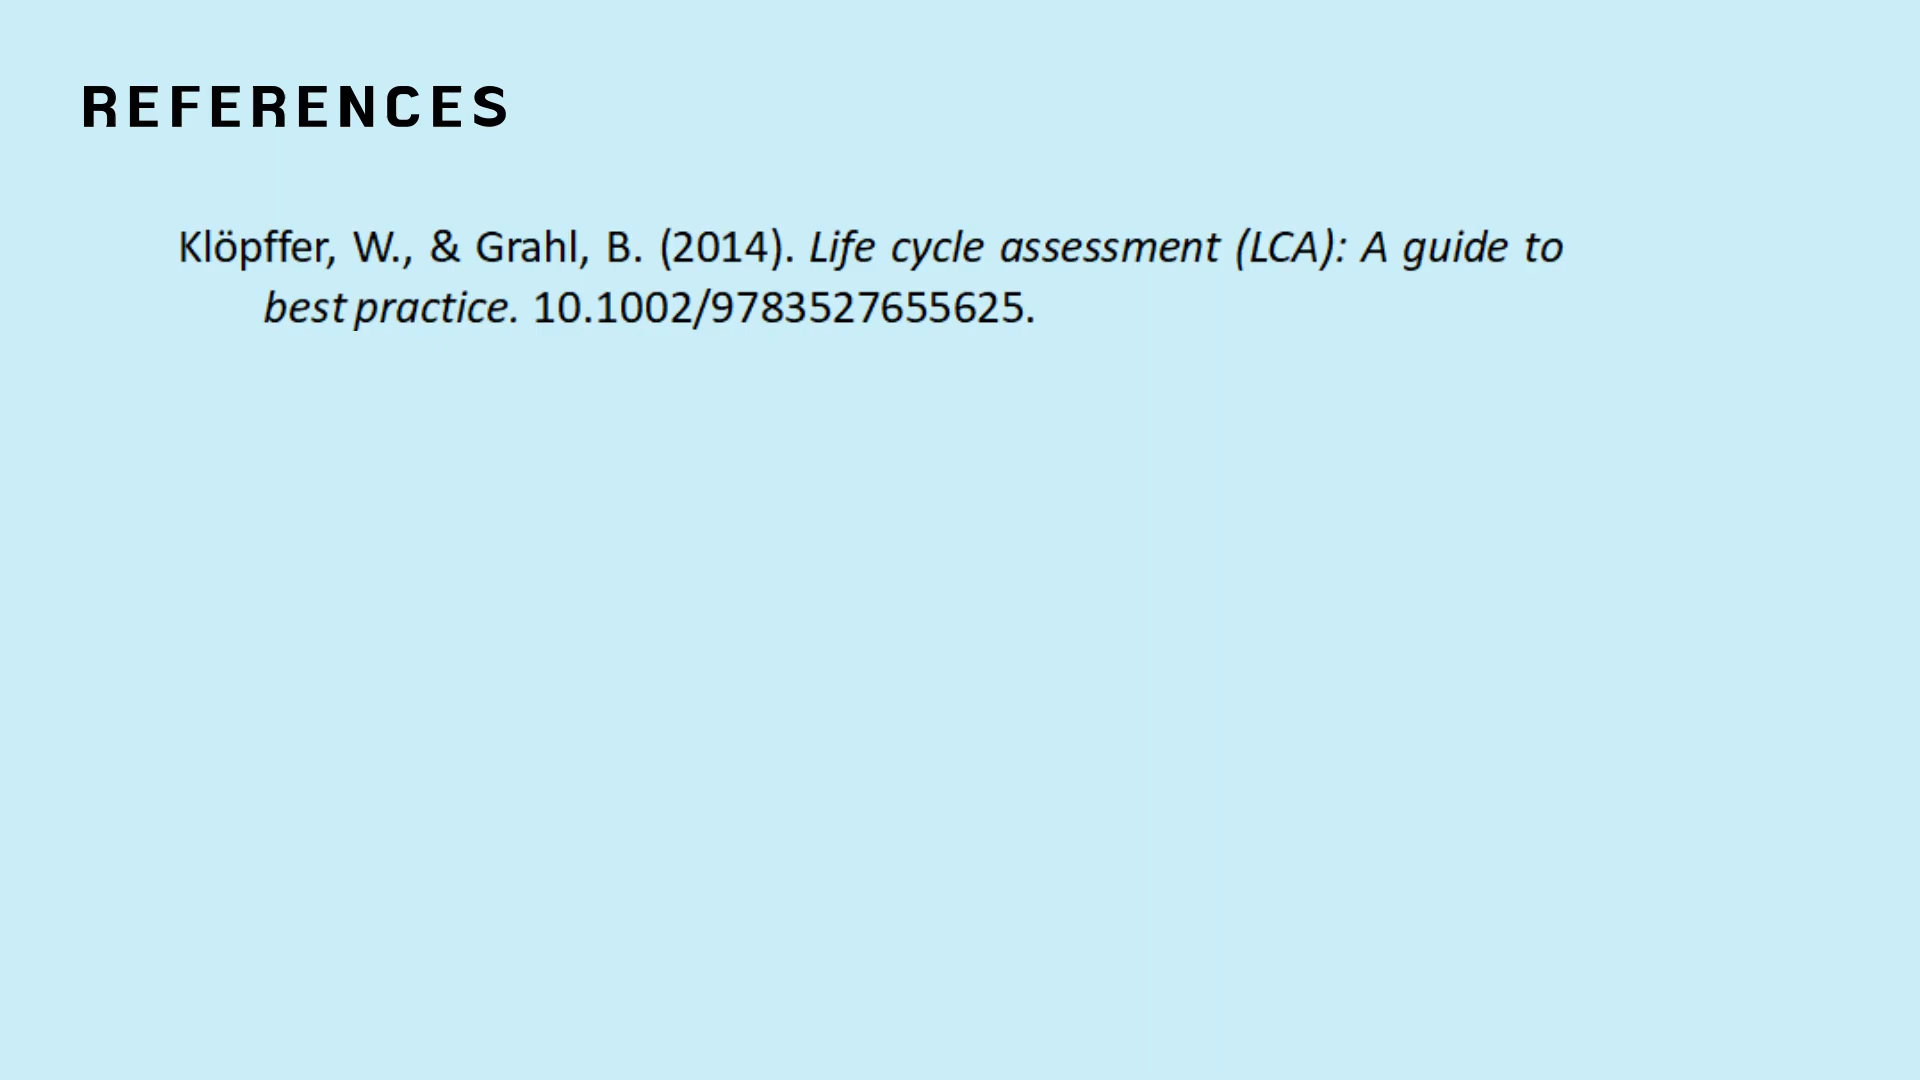 REFERENCES
Klöpffer, W., & Grahl, B. (2014). Life cycle assessment (LCA): A guide to
best practice. 10.1002/9783527655625.